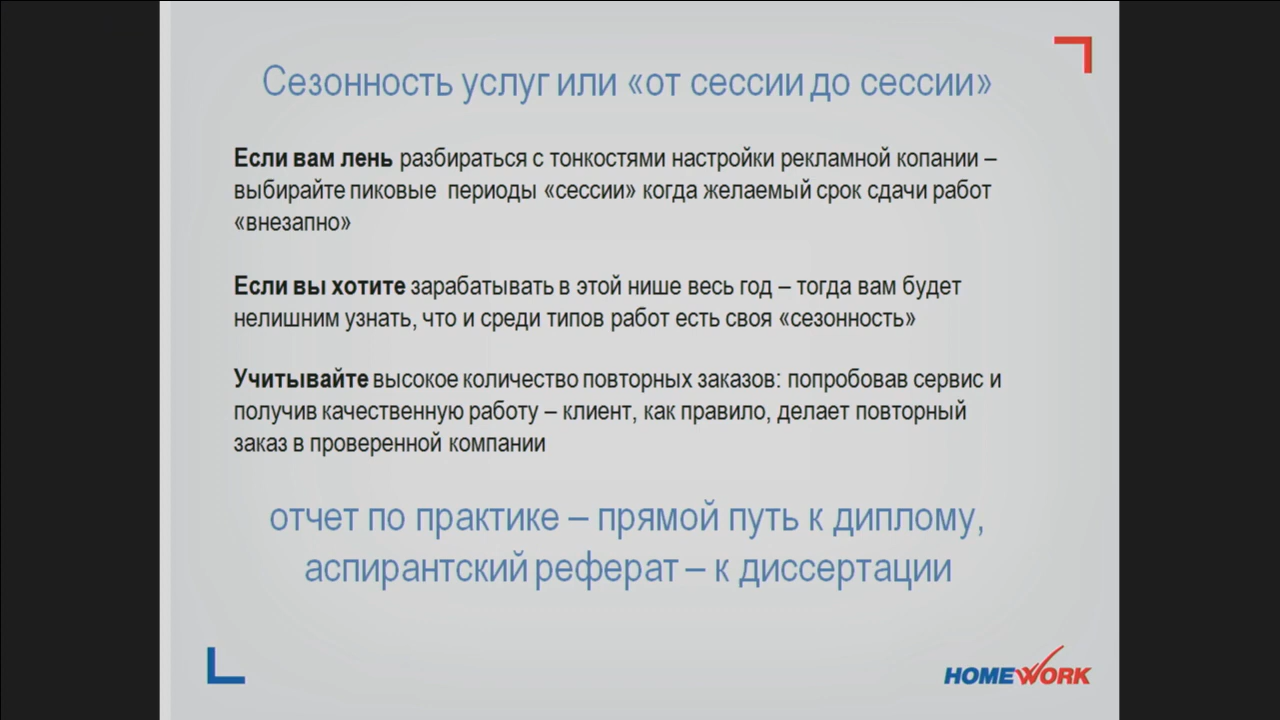 Сезонность услуг или «от сессии до сессии»
Если вам лень разбираться с тонкостями настройки рекламной копании –
выбирайте пиковые периоды «сессии» когда желаемый срок сдачи работ
«внезапно»
Если вы хотите зарабатывать в этой нише весь год – тогда вам будет
нелишним узнать, что и среди типов работ есть своя «сезонность»
Учитывайте высокое количество повторных заказов: попробовав сервис и
получив качественную работу – клиент, как правило, делает повторный
заказ в проверенной компании
отчет по практике – прямой путь к диплому,
аспирантский реферат – к диссертации
HOMEWORK